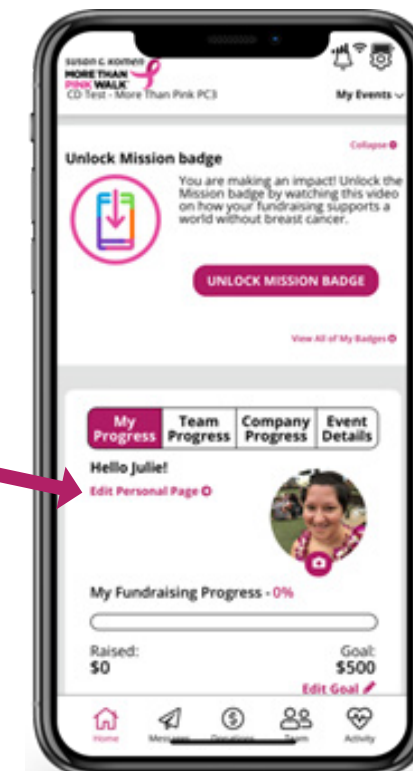 SUSAN G. KOMEN
MORE THAN
PINK WALK
CD Test - More Than Pink PC3
My Events
Collapse
Unlock Mission badge
You are making an impact! Unlock the
Mission badge by watching this video
on how your fundraising supports a
world without breast cancer.
UNLOCK MISSION BADGE
View All of My Badges
My Progress
Team Progress
Company Progress
Event Details
Hello Julie!
Edit Personal Page
My Fundraising Progress - 0%
Raised:
$0
Goal:
$500
Edit Goal
Home
Messages
Donations
Team
Activity